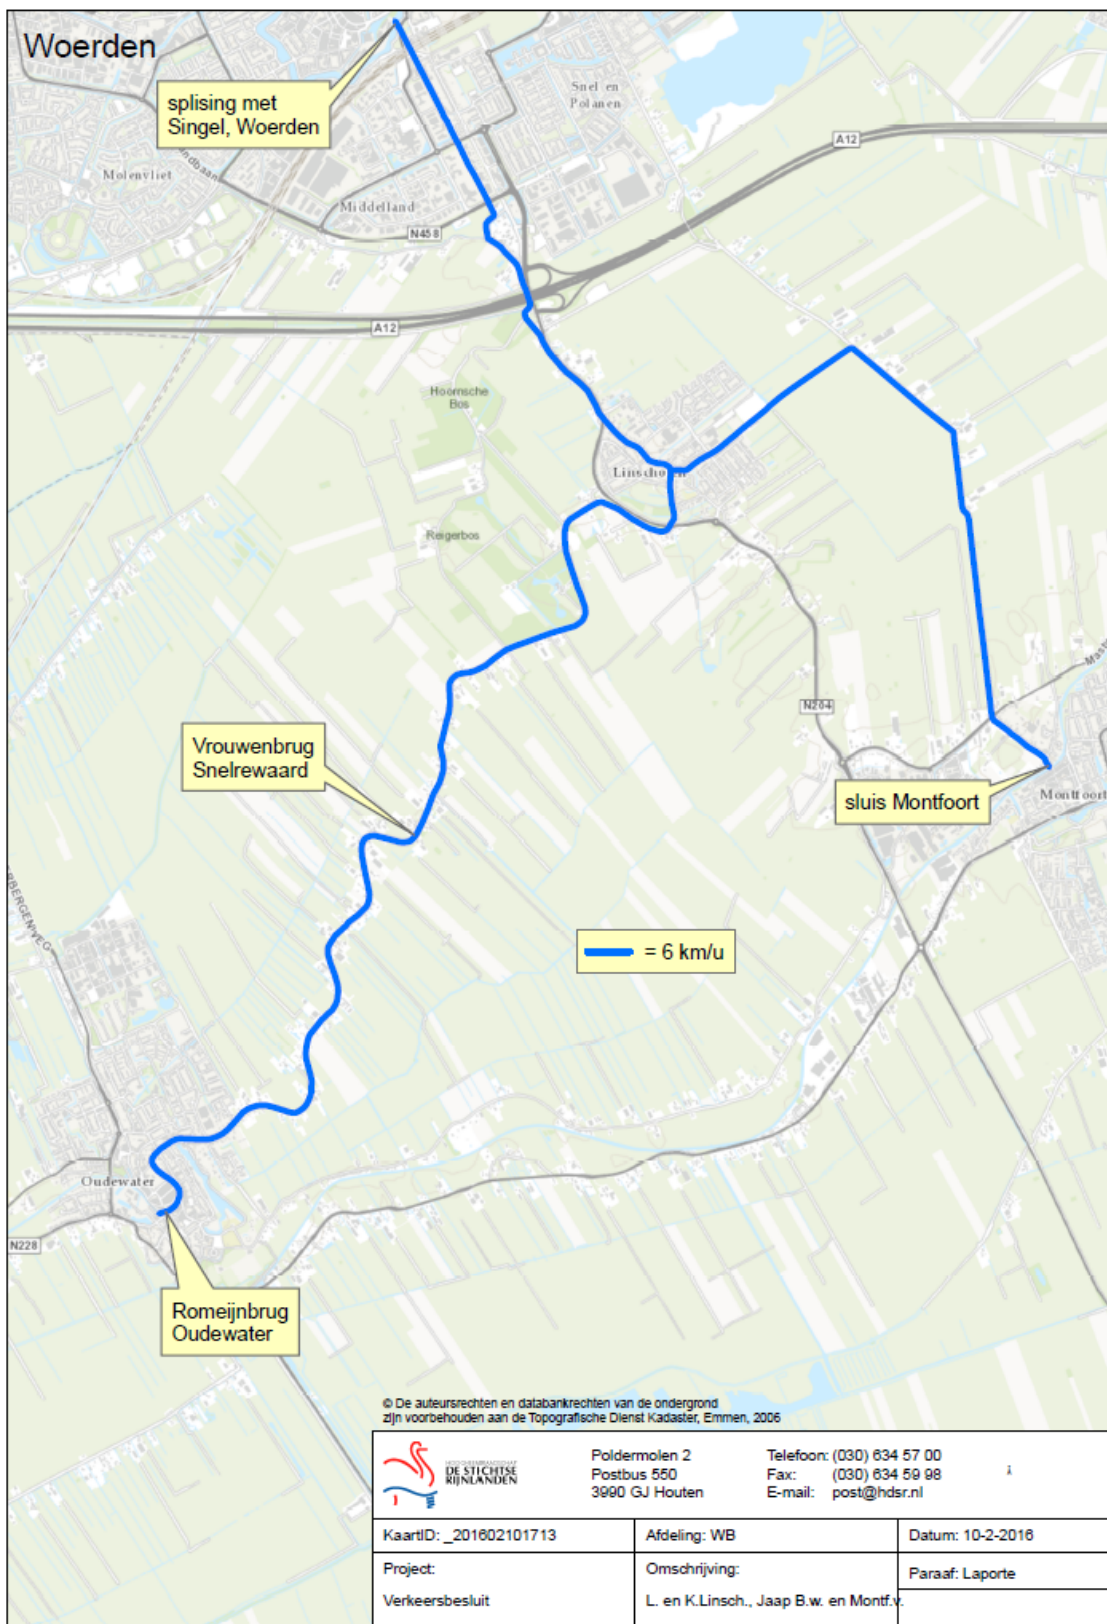 Woerden
splising met
Singel, Woerden
Snel en
Polanen
A12
Molenvliet
Middelland
N458
A12
Hoornsche
Bos
Linschoten
Reigerbos
N204
Vrouwenbrug
Snelrewaard
sluis Montfoort
Montfoort
= 6 km/u
Oudewater
N228
Romeijnbrug
Oudewater
© De auteursrechten en databankrechten van de ondergrond
zijn voorbehouden aan de Topografische Dienst Kadaster, Emmen, 2006
HOOGHEEMRAADSCHAP
DE STICHTSE
RIJNLANDEN
Poldermolen 2
Postbus 550
3990 GJ Houten
Telefoon: (030) 634 57 00
Fax: (030) 634 59 98
E-mail: post@hdsr.nl
KaartID: _201602101713
Afdeling: WB
Datum: 10-2-2016
Project:
Verkeersbesluit
Omschrijving:
L. en K.Linsch., Jaap B.w. en Montf.v.
Paraaf: Laporte